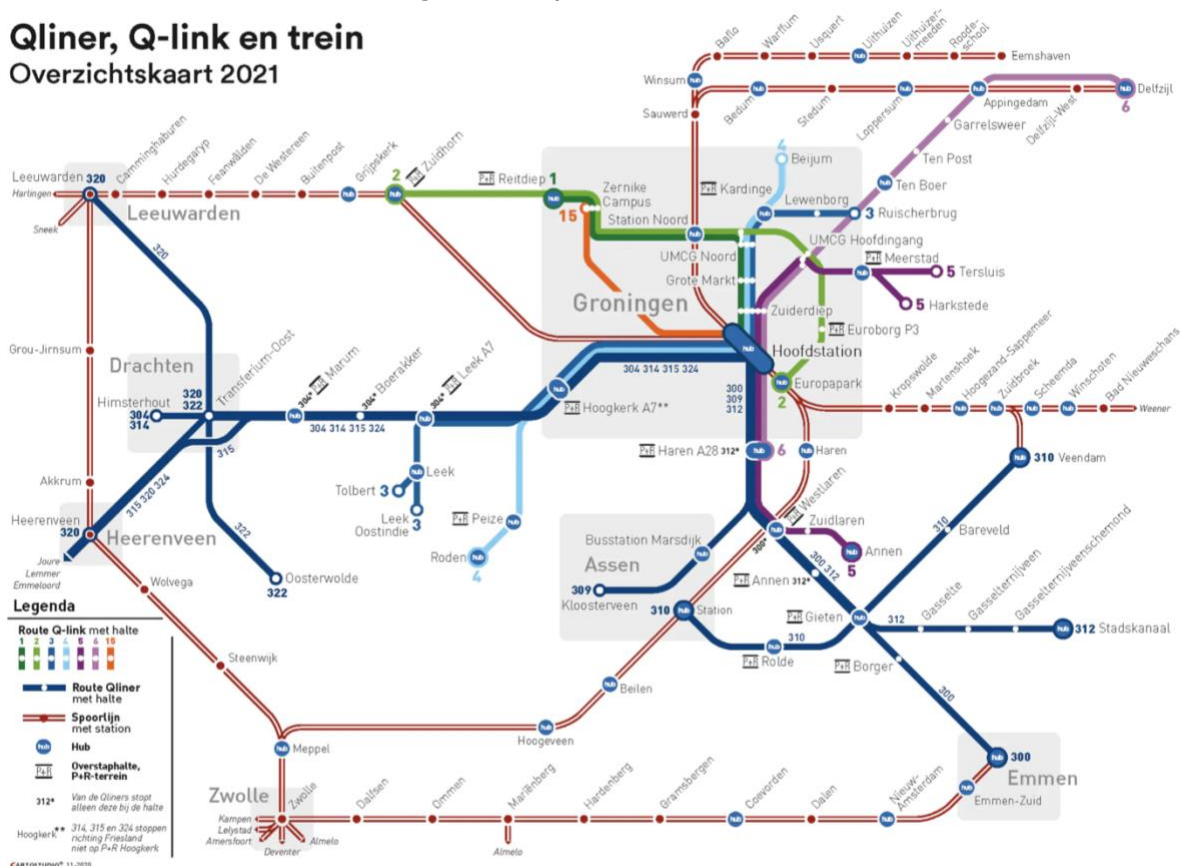 Qliner, Q-link en trein
Overzichtskaart 2021
Baflo
Warffum
Usquert
Uithuizen
Uithuizer-
meeden
Roode-
school
Eemshaven
Winsum
Sauwerd
Bedum
Stedum
Loppersum
Appingedam
Delfzijl-West
Delfzijl
6
Garrelsweer
Ten Post
Ten Boer
Leeuwarden 320
Harlingen
Sneek
Camminghaburen
Hurdegaryp
Feanwâlden
De Westereen
Buitenpost
Grijpskerk
2
P+R Zuidhorn
Leeuwarden
P+R Reitdiep
1
Zernike
Campus
15
Station Noord
P+R Kardinge
4
Beijum
Lewenborg
3 Ruischerbrug
UMCG Hoofdingang
UMCG Noord
P+R Meerstad
5 Tersluis
5 Harkstede
Grote Markt
Zuiderdiep
P+R Euroborg P3
Groningen
Hoofdstation
Europapark
2
320
Grou-Jirnsum
Drachten
Transferium-Oost
Himsterhout
304
314
320
322
304* P+R Marum
304* Boerakker
304* P+R Leek A7
304 314 315 324
304 314 315 324
P+R Hoogkerk A7**
300
309
312
Kropswolde
Martenshoek
Hoogezand-Sappemeer
Zuidbroek
Scheemda
Winschoten
Bad Nieuweschans
Weener
P+R Haren A28 312*
6
Haren
310 Veendam
Akkrum
315
315 320 324
Leek
Tolbert 3
Leek
Oostindie
3
P+R Peize
Roden
4
Heerenveen
320
Heerenveen
Joure
Lemmer
Emmeloord
322
Oosterwolde
322
Wolvega
Busstation Marsdijk
Assen
309
Kloosterveen
310
Station
P+R Westlaren
300*
Zuidlaren
Annen
5
300 312
P+R Annen 312*
310
Bareveld
P+R Gieten
312
Gasselte
Gasselternijveen
Gasselternijveenschemond
312 Stadskanaal
310
P+R Rolde
P+R Borger
300
Steenwijk
Beilen
Hoogeveen
Meppel
300
Emmen
Emmen-Zuid
Zwolle
Zwolle
Kampen
Lelystad
Amersfoort
Deventer
Almelo
Dalfsen
Ommen
Mariënberg
Almelo
Hardenberg
Gramsbergen
Coevorden
Dalen
Nieuw-
Amsterdam
Legenda
Route Q-link met halte
1 2 3 4 5 6 15
Route Qliner
met halte
Spoorlijn
met station
hub Hub
P+R Overstaphalte,
P+R-terrein
312* Van de Qliners stopt
alleen deze bij de halte
Hoogkerk** 314, 315 en 324 stoppen
richting Friesland
niet op P+R Hoogkerk
CARTOSTUDIO© 11-2020